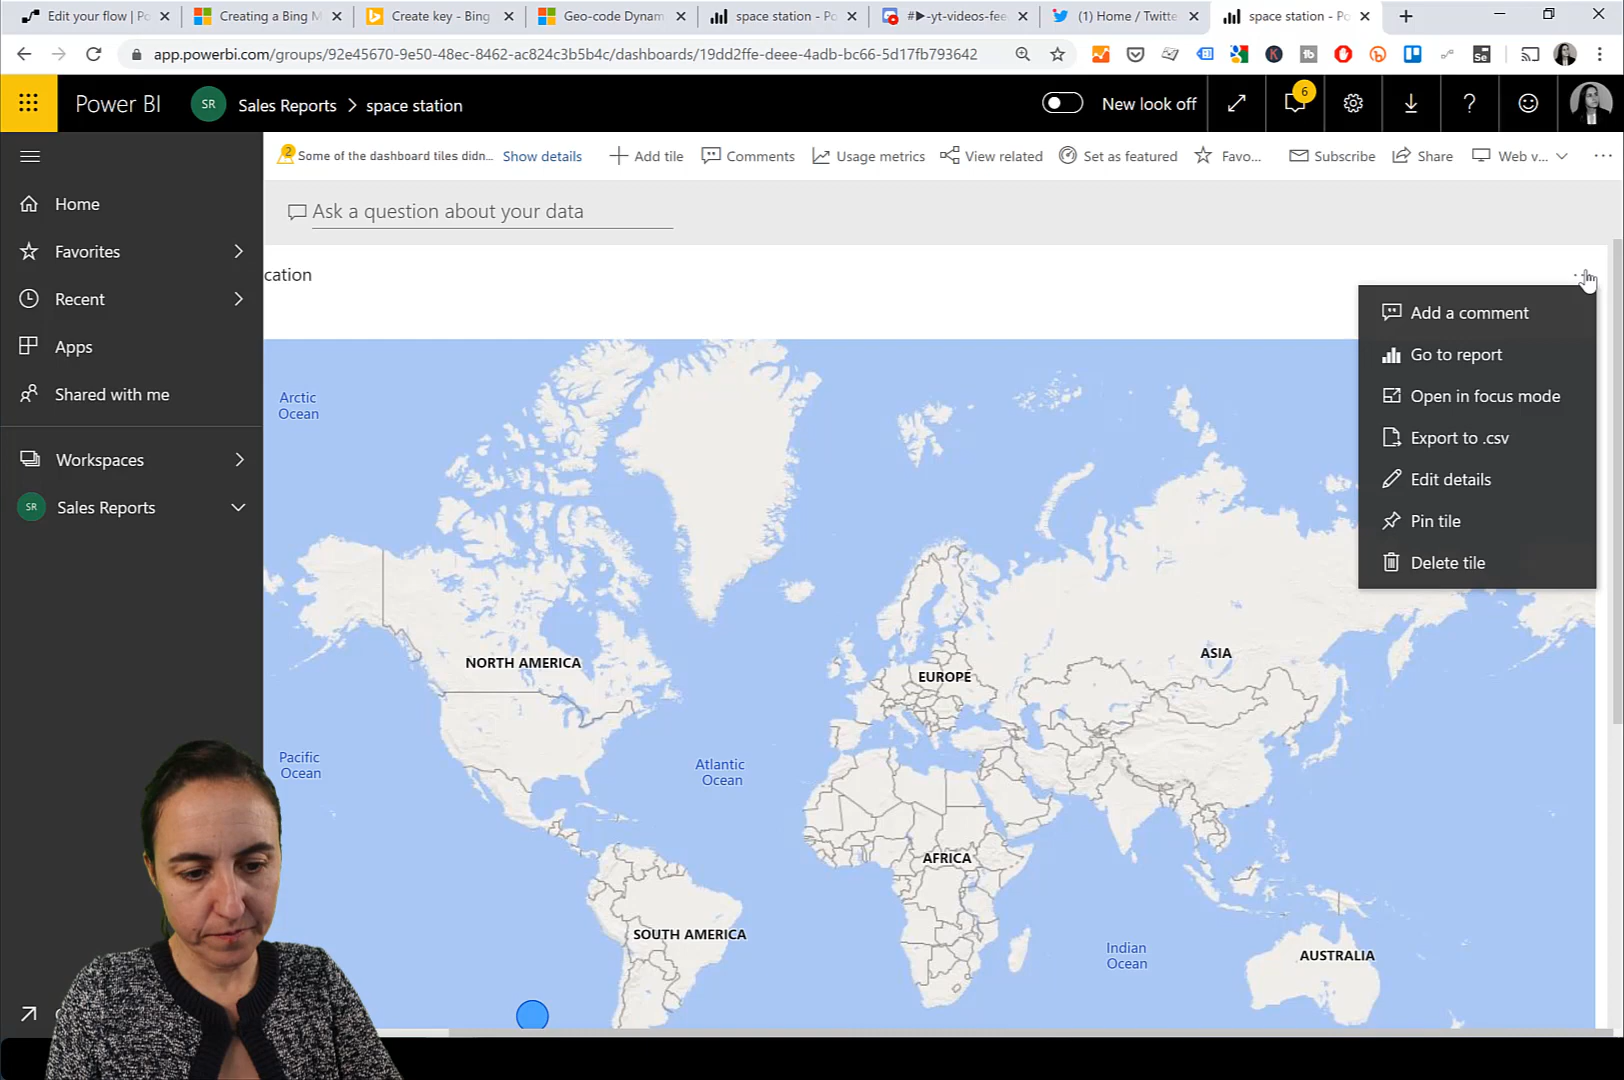 Edit your flow | Po
Creating a Bing M
Create key - Bing
Geo-code Dynam
space station - Po
#▶-yt-videos-fee
(1) Home / Twitte
space station - Po
app.powerbi.com/groups/92e45670-9e50-48ec-8462-ac824c3b5b4c/dashboards/19dd2ffe-deee-4adb-bc66-5d17fb793642
Power BI
SR
Sales Reports > space station
New look off
6
2
Some of the dashboard tiles didn...
Show details
Add tile
Comments
Usage metrics
View related
Set as featured
Favo...
Subscribe
Share
Web v...
Home
Favorites
Recent
Apps
Shared with me
Workspaces
SR
Sales Reports
Ask a question about your data
cation
Add a comment
Go to report
Open in focus mode
Export to .csv
Edit details
Pin tile
Delete tile
Arctic
Ocean
NORTH AMERICA
EUROPE
ASIA
Pacific
Ocean
Atlantic
Ocean
AFRICA
SOUTH AMERICA
Indian
Ocean
AUSTRALIA